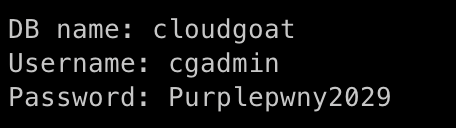 DB name: cloudgoat
Username: cgadmin
Password: Purplepwny2029